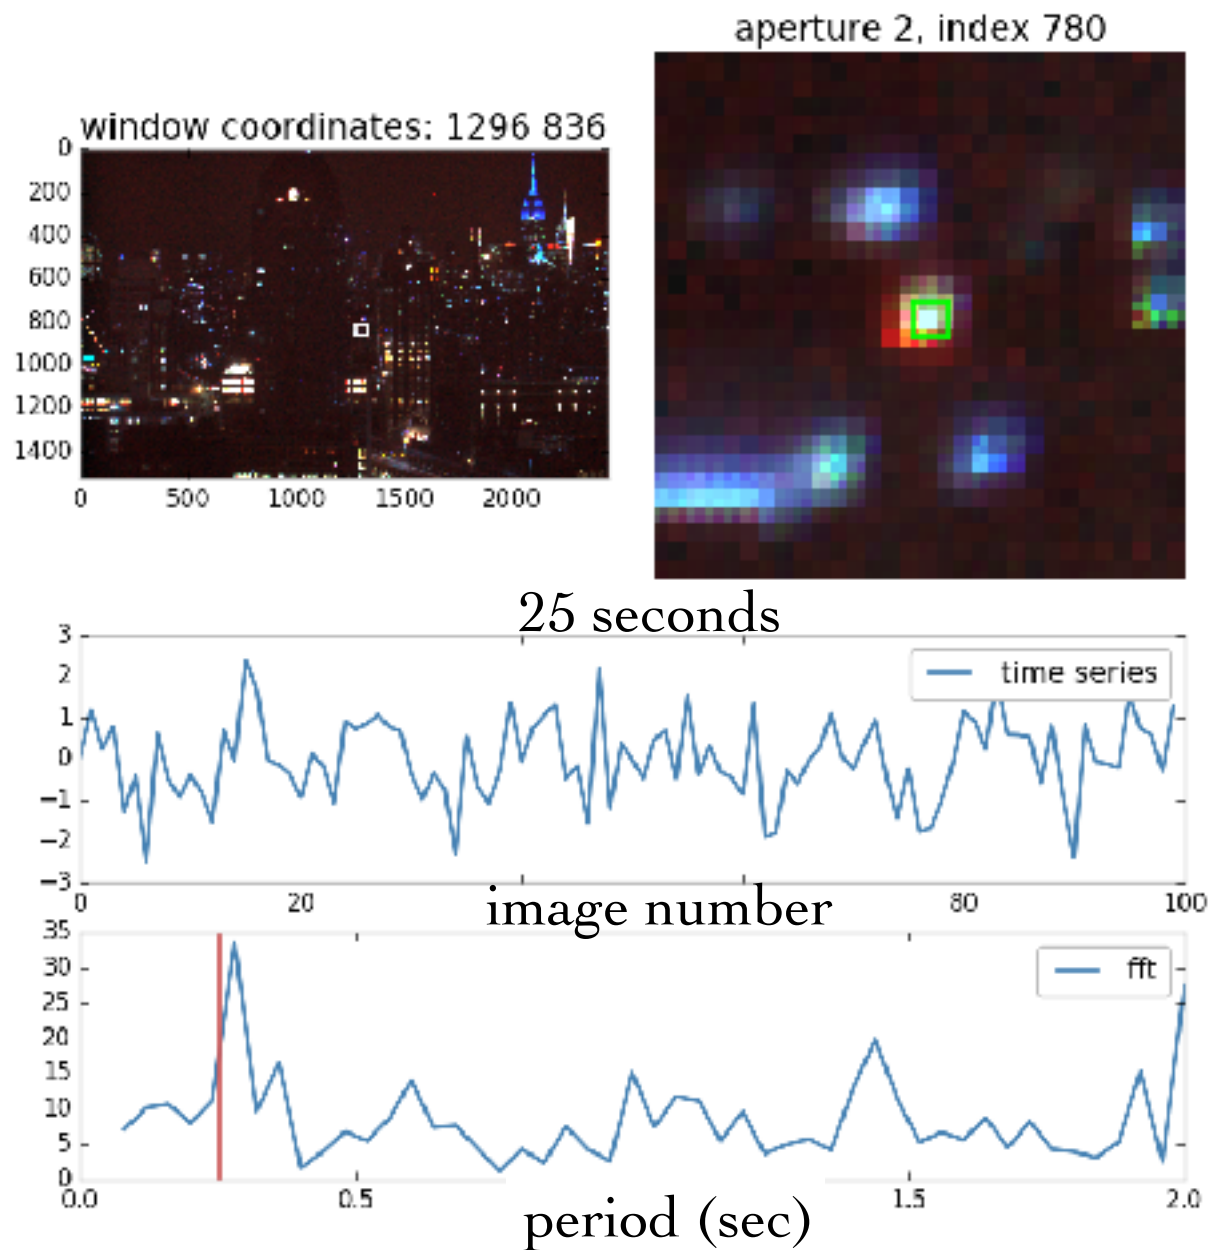 aperture 2, index 780
window coordinates: 1296 836
0
200
400
600
800
1000
1200
1400
0 500 1000 1500 2000
25 seconds
3
2
1
0
−1
−2
−3
time series
0 20 80 100
image number
35
30
25
20
15
10
5
0
fft
0.0 0.5 1.5 2.0
period (sec)